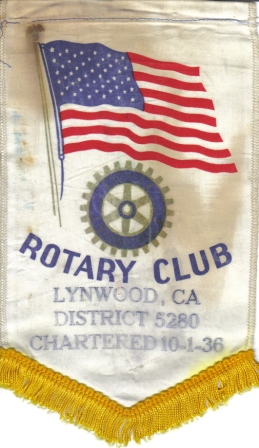 ROTARY CLUB
LYNWOOD, CA
DISTRICT 5280
CHARTERED 10-1-36